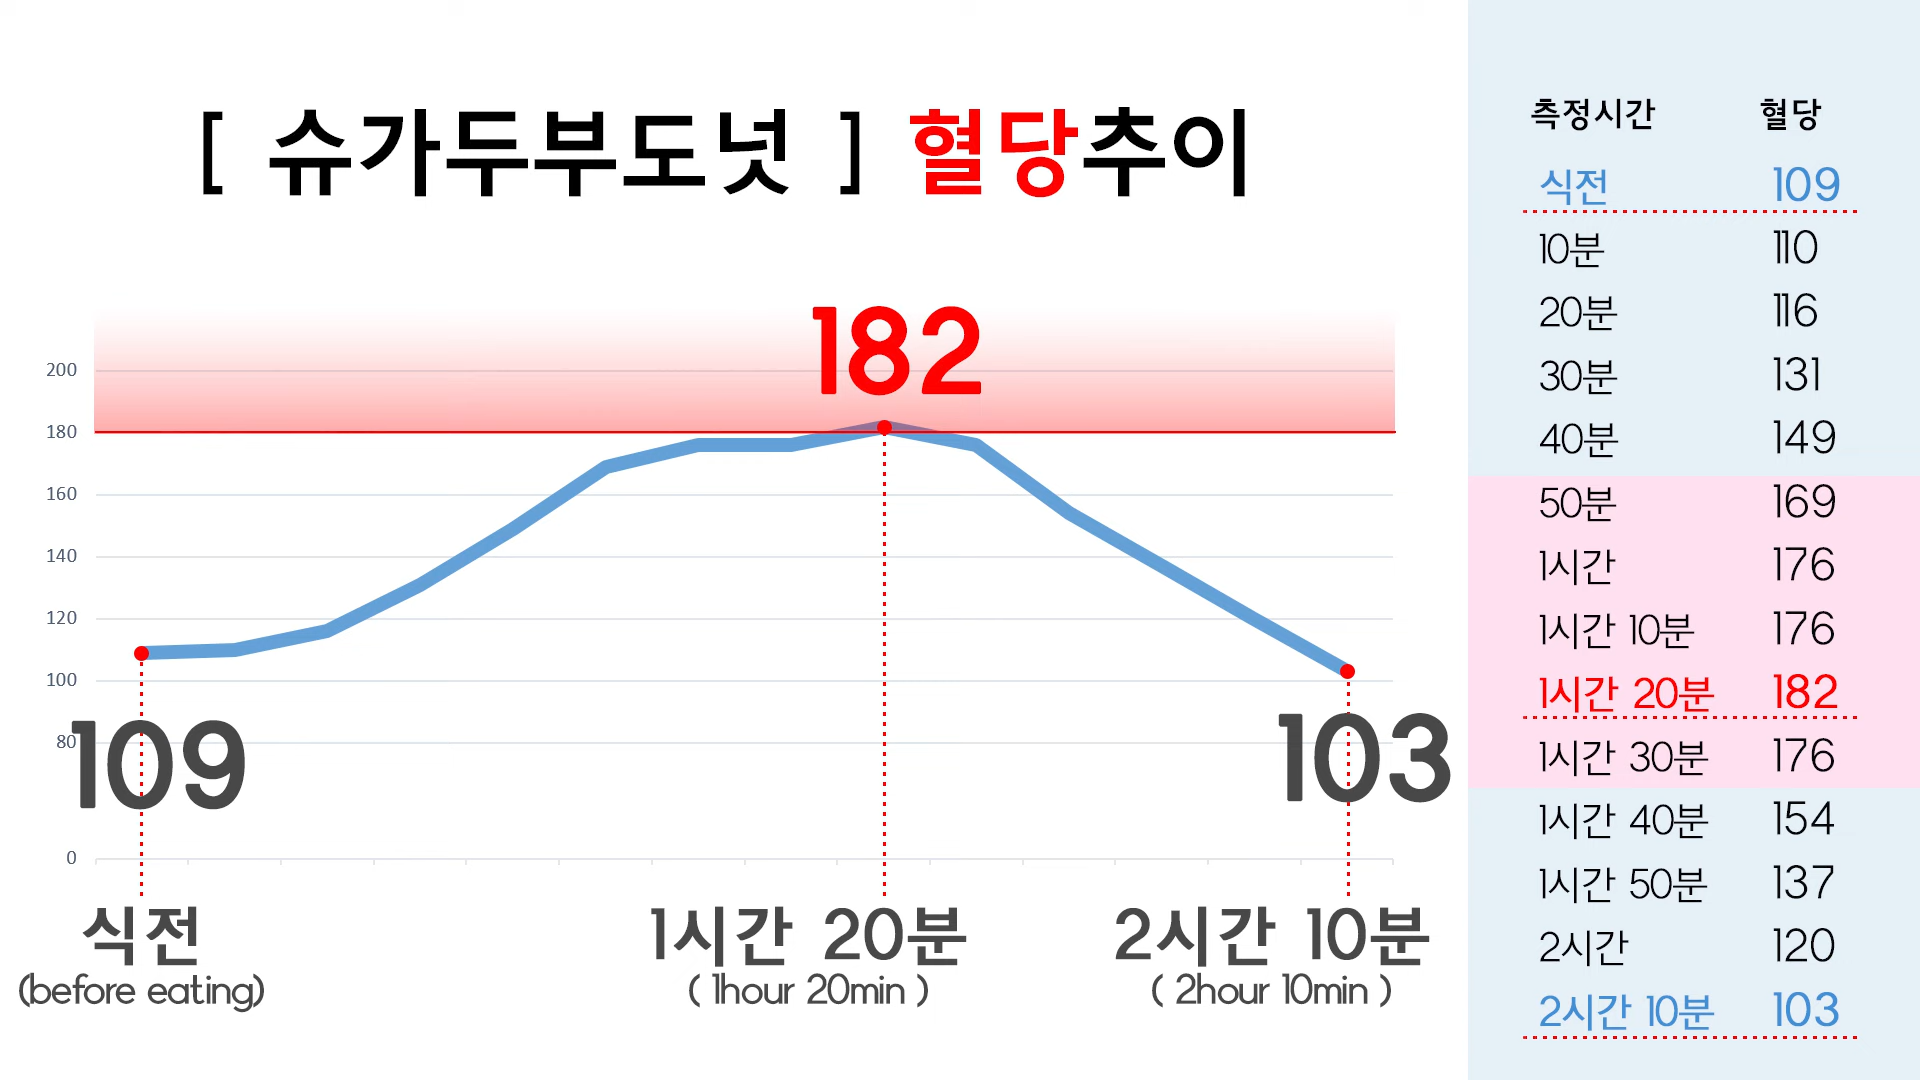 [ 슈가두부도넛 ] 혈당추이
182
200
180
160
140
120
100
80
0
109
103
식전
(before eating)
1시간 20분
( 1hour 20min )
2시간 10분
( 2hour 10min )
측정시간 혈당
식전 109
10분 110
20분 116
30분 131
40분 149
50분 169
1시간 176
1시간 10분 176
1시간 20분 182
1시간 30분 176
1시간 40분 154
1시간 50분 137
2시간 120
2시간 10분 103